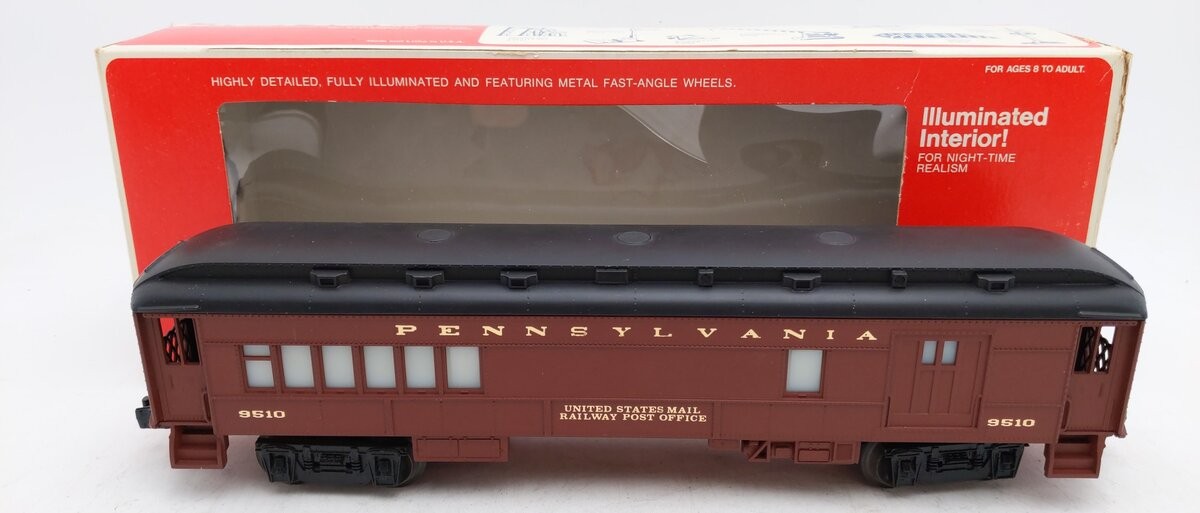 HIGHLY DETAILED, FULLY ILLUMINATED AND FEATURING METAL FAST-ANGLE WHEELS.
FOR AGES 8 TO ADULT.
Illuminated
Interior!
FOR NIGHT-TIME
REALISM
PENNSYLVANIA
9510
UNITED STATES MAIL
RAILWAY POST OFFICE
9510